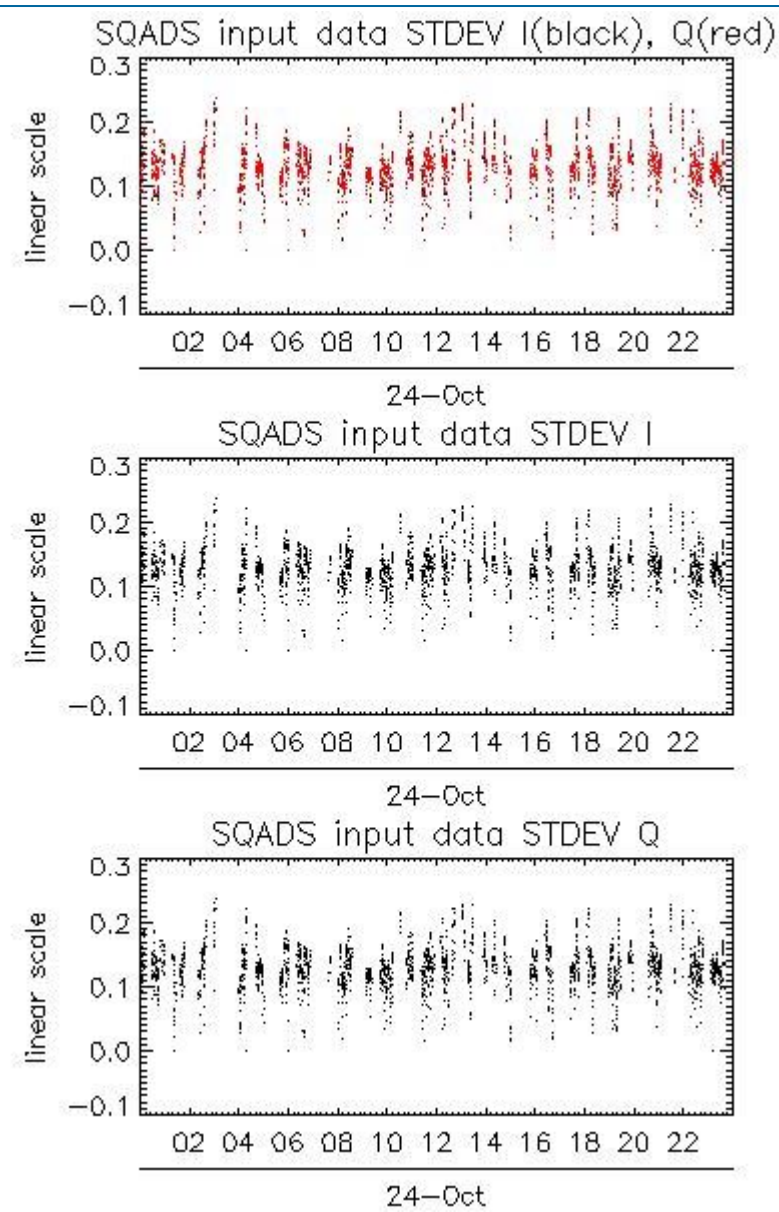 SQADS input data STDEV I(black), Q(red)
0.3
0.2
0.1
0.0
−0.1
linear scale
02 04 06 08 10 12 14 16 18 20 22
24−Oct
SQADS input data STDEV I
0.3
0.2
0.1
0.0
−0.1
linear scale
02 04 06 08 10 12 14 16 18 20 22
24−Oct
SQADS input data STDEV Q
0.3
0.2
0.1
0.0
−0.1
linear scale
02 04 06 08 10 12 14 16 18 20 22
24−Oct